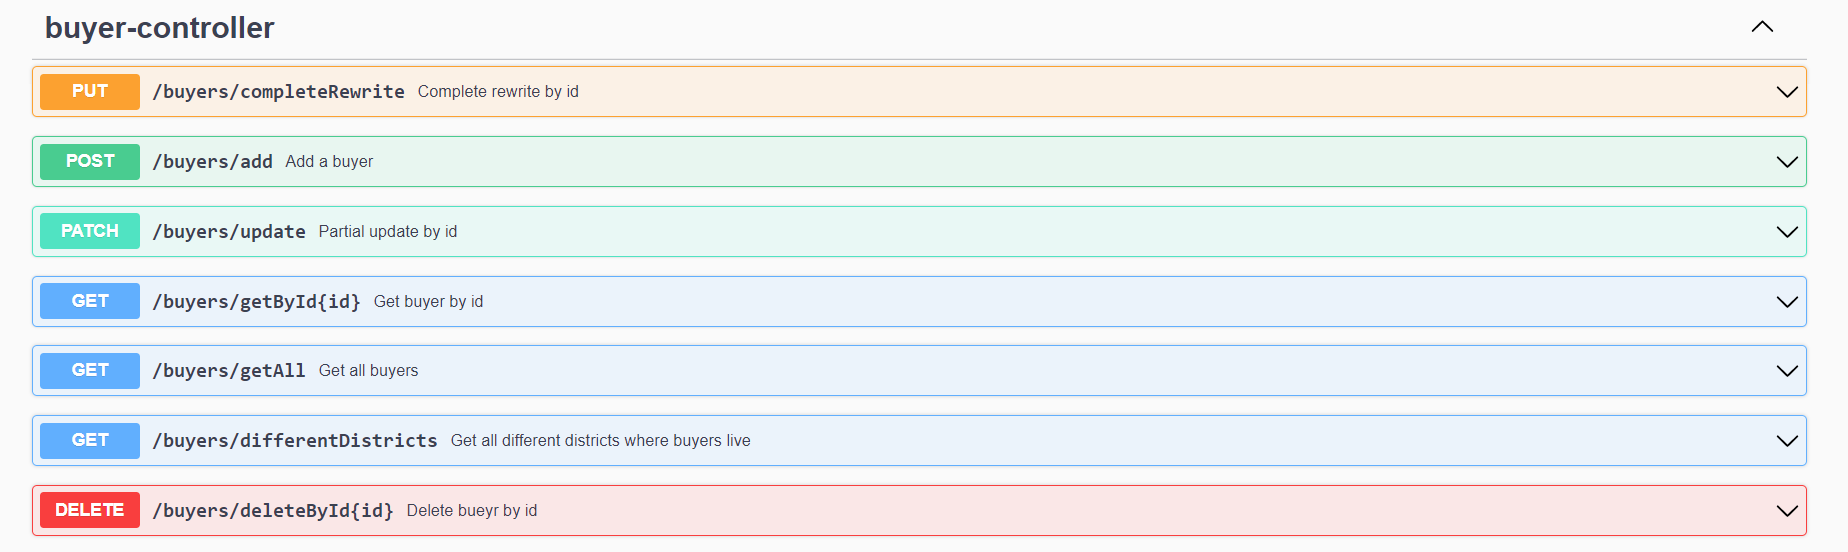 buyer-controller
PUT /buyers/completeRewrite Complete rewrite by id
POST /buyers/add Add a buyer
PATCH /buyers/update Partial update by id
GET /buyers/getById{id} Get buyer by id
GET /buyers/getAll Get all buyers
GET /buyers/differentDistricts Get all different districts where buyers live
DELETE /buyers/deleteById{id} Delete bueyr by id